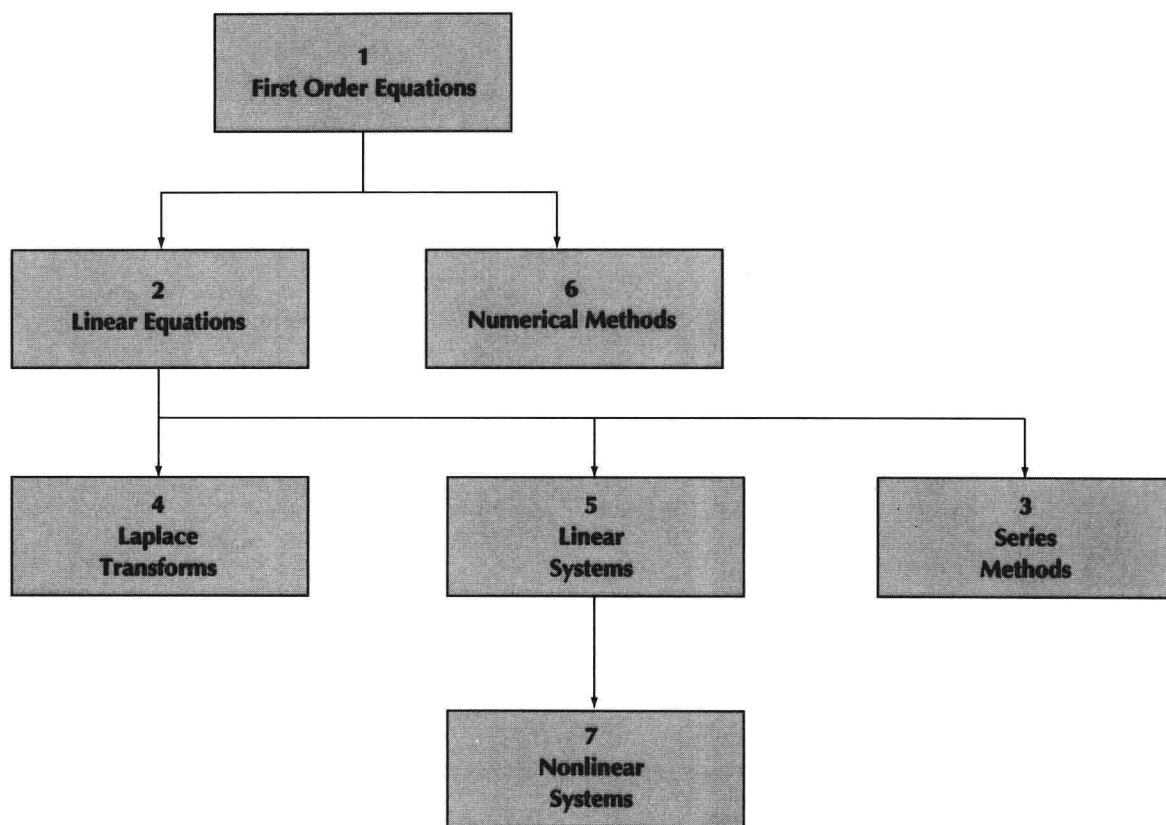 1
First Order Equations
2
Linear Equations
6
Numerical Methods
4
Laplace
Transforms
5
Linear
Systems
3
Series
Methods
7
Nonlinear
Systems